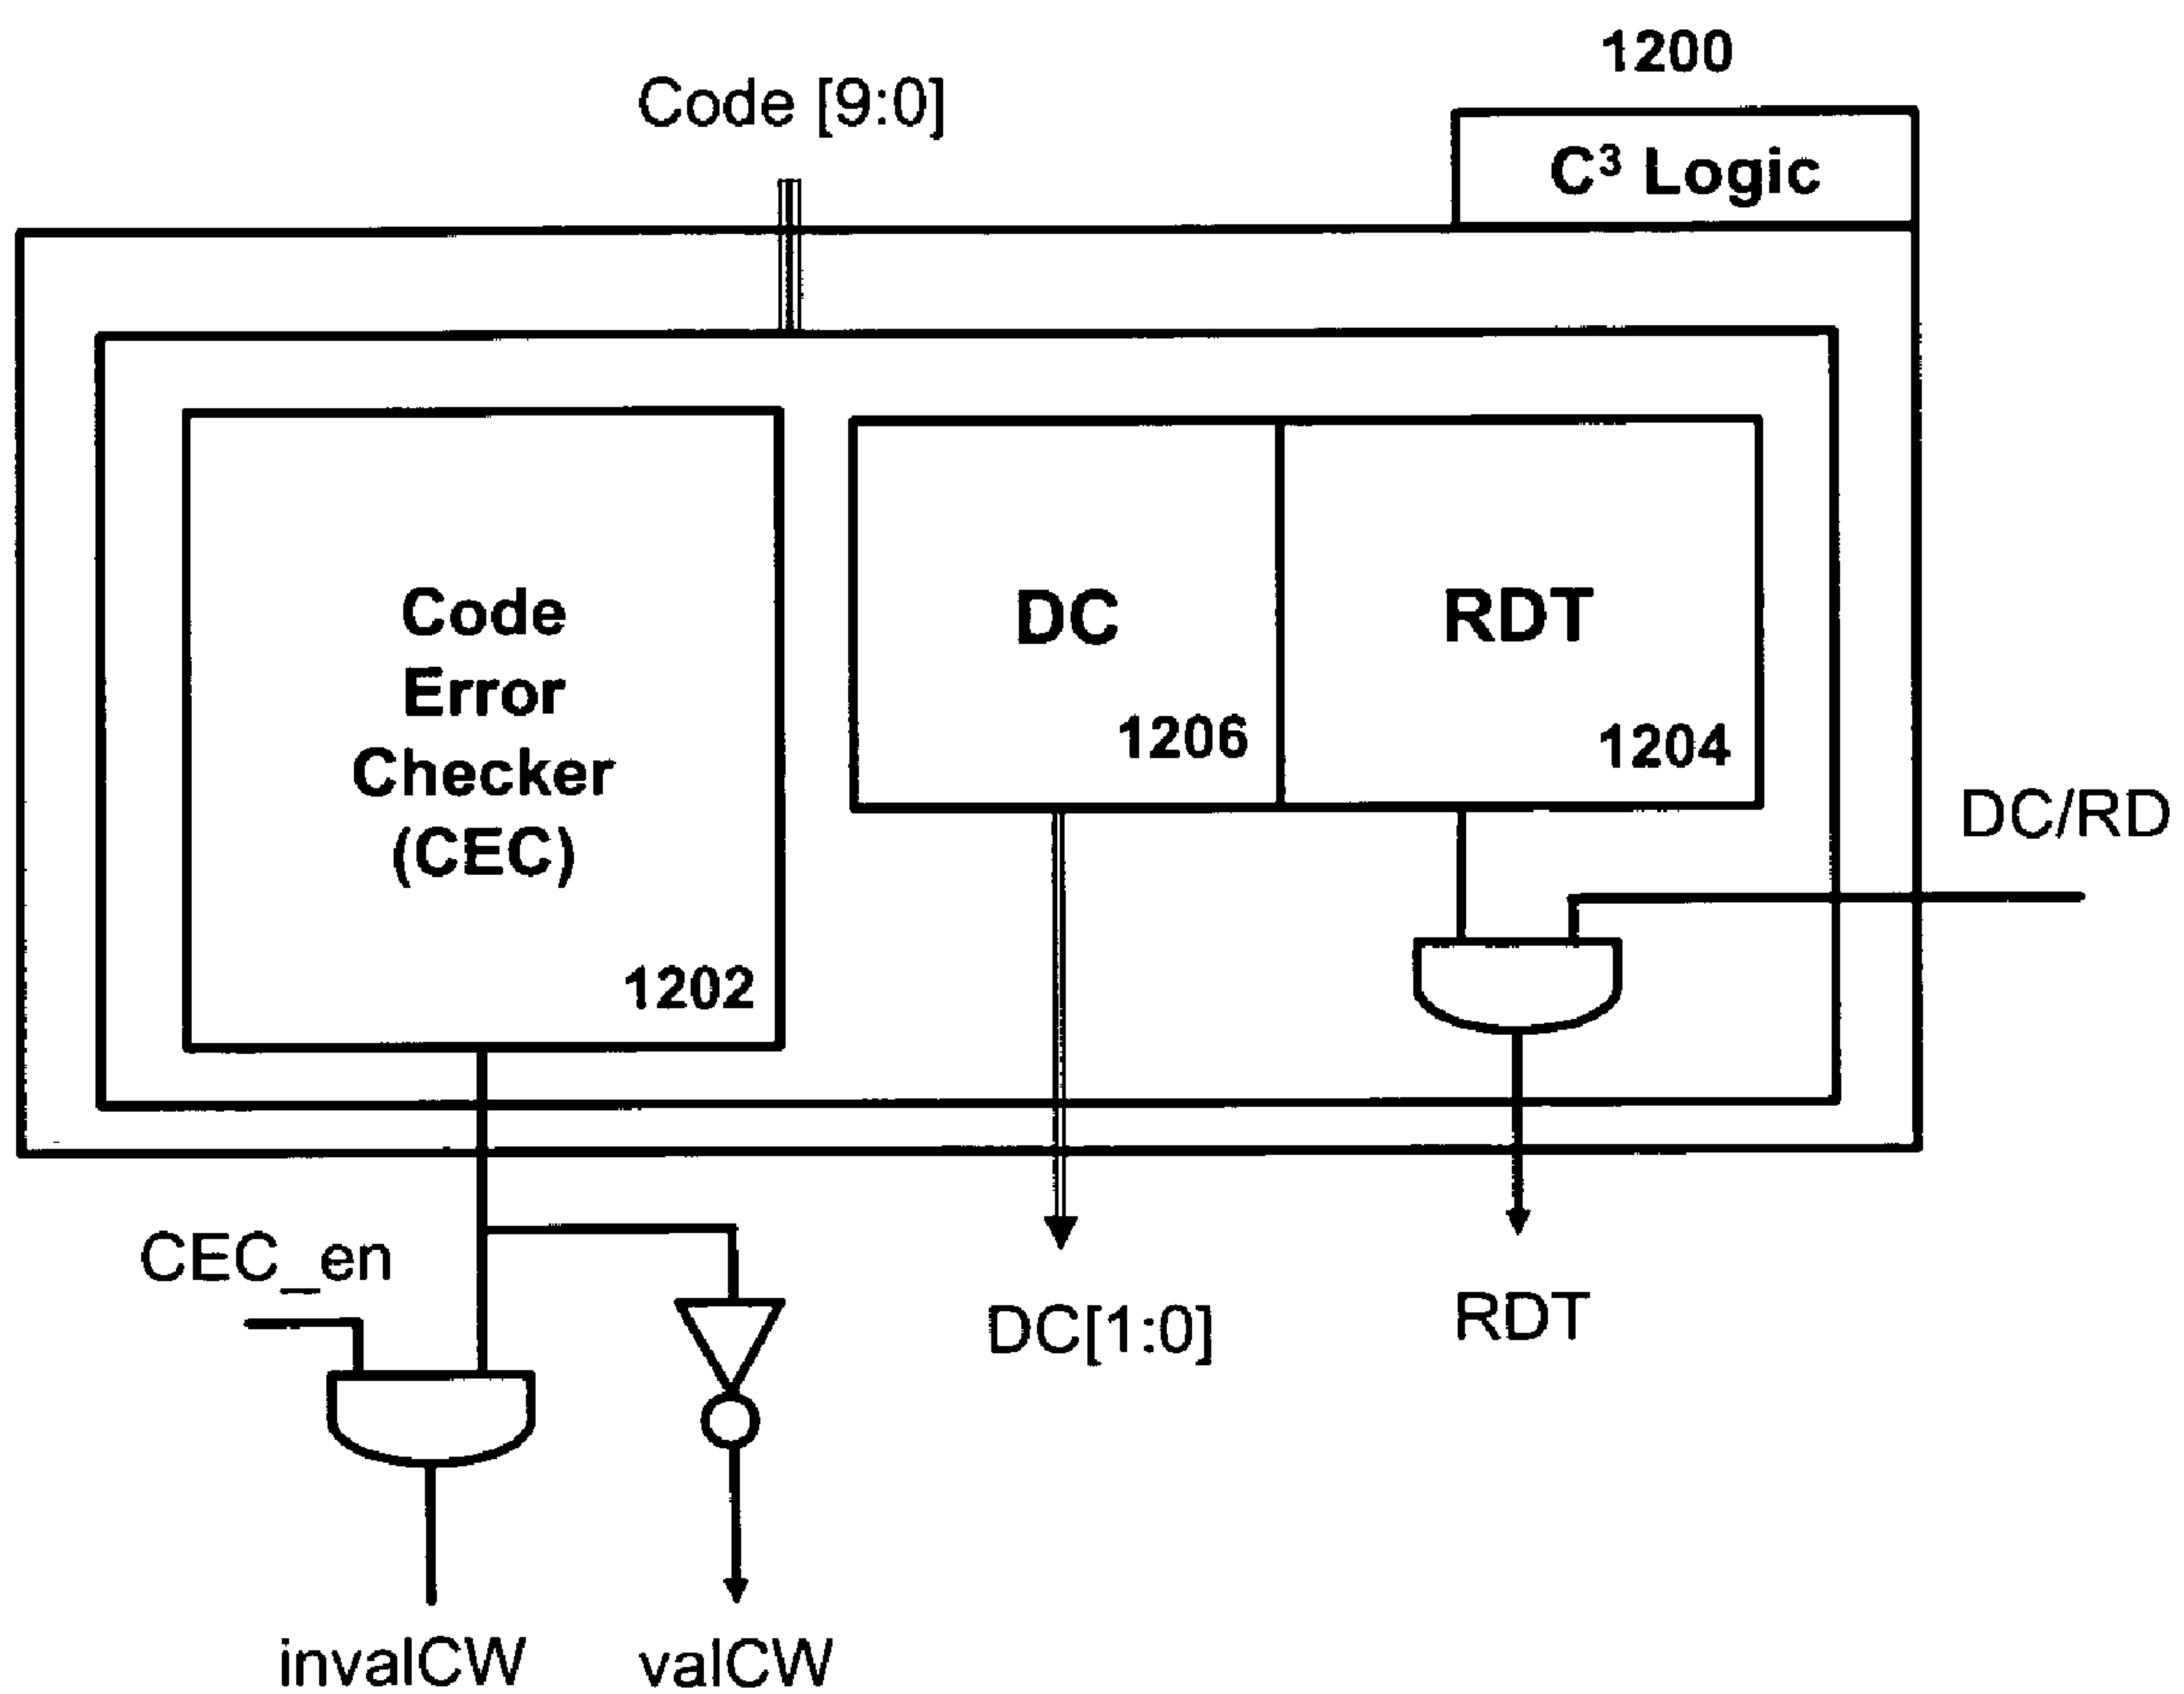 1200
Code [9:0]
C³ Logic
Code
Error
Checker
(CEC)
1202
DC
1206
RDT
1204
DC/RD
CEC_en
DC[1:0]
RDT
invalCW
valCW